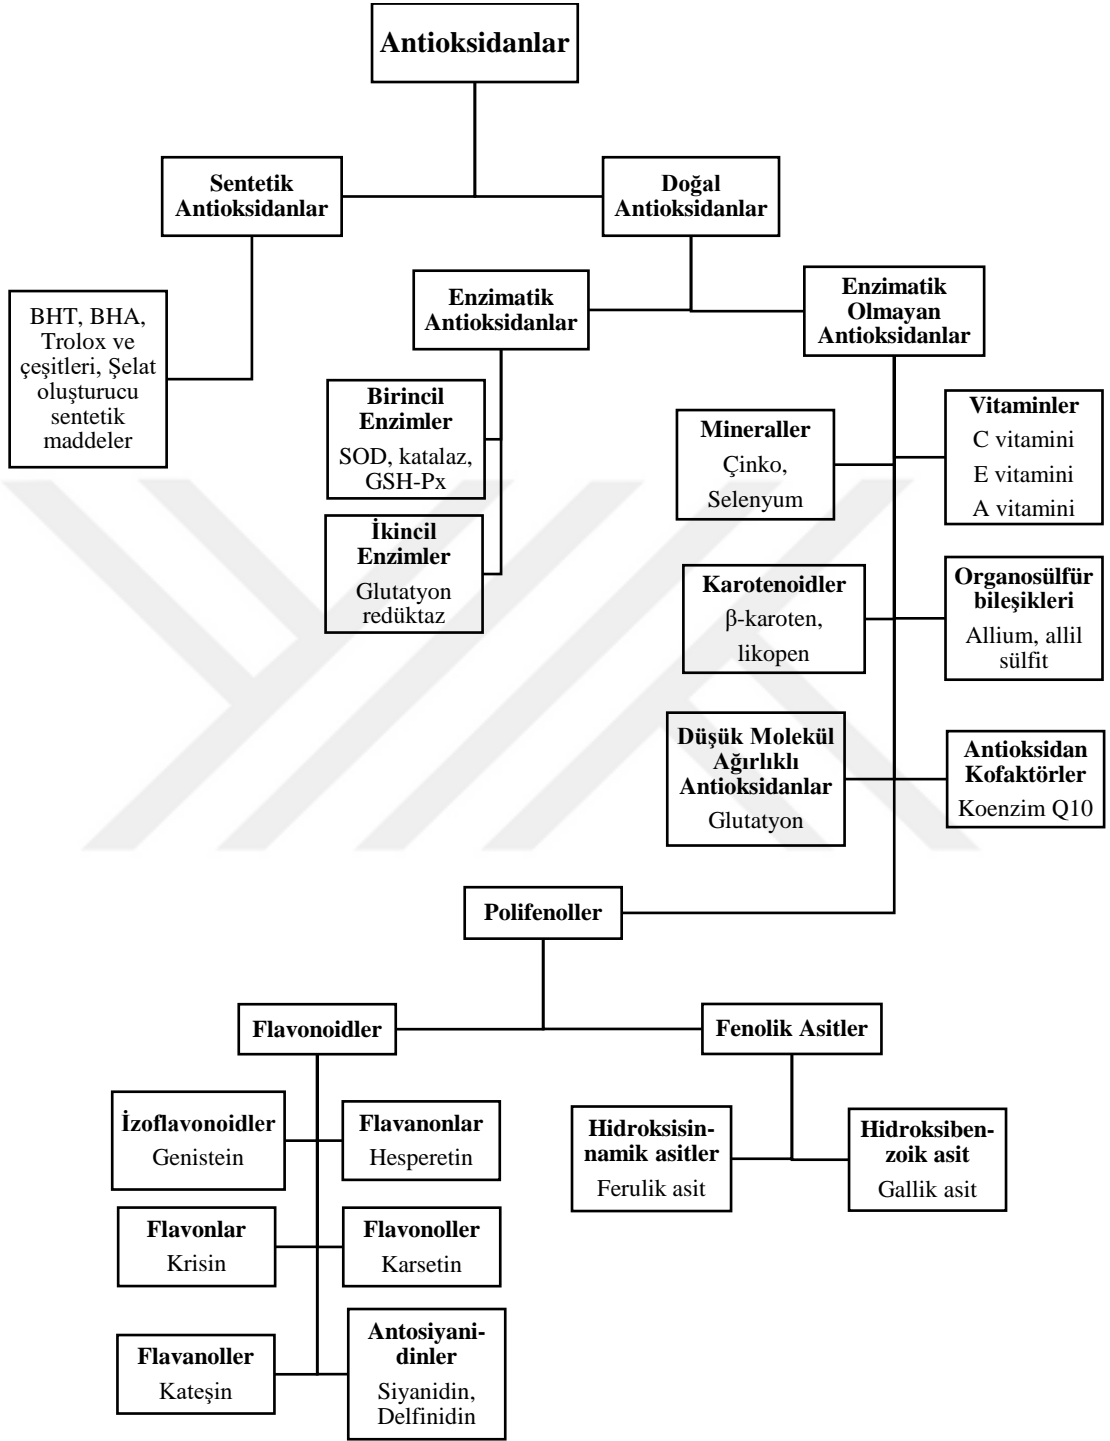 Antioksidanlar
Sentetik
Antioksidanlar
Doğal
Antioksidanlar
BHT, BHA,
Trolox ve
çeşitleri, Şelat
oluşturucu
sentetik
maddeler
Enzimatik
Antioksidanlar
Enzimatik
Olmayan
Antioksidanlar
Birincil
Enzimler
SOD, katalaz,
GSH-Px
İkincil
Enzimler
Glutatyon
redüktaz
Mineraller
Çinko,
Selenyum
Vitaminler
C vitamini
E vitamini
A vitamini
Karotenoidler
β-karoten,
likopen
Organosülfür
bileşikleri
Allium, allil
sülfit
Düşük Molekül
Ağırlıklı
Antioksidanlar
Glutatyon
Antioksidan
Kofaktörler
Koenzim Q10
Polifenoller
Flavonoidler
Fenolik Asitler
İzoflavonoidler
Genistein
Flavanonlar
Hesperetin
Flavonlar
Krisin
Flavonoller
Karsetin
Flavanoller
Kateşin
Antosiyani-
dinler
Siyanidin,
Delfinidin
Hidroksisin-
namik asitler
Ferulik asit
Hidroksiben-
zoik asit
Gallik asit